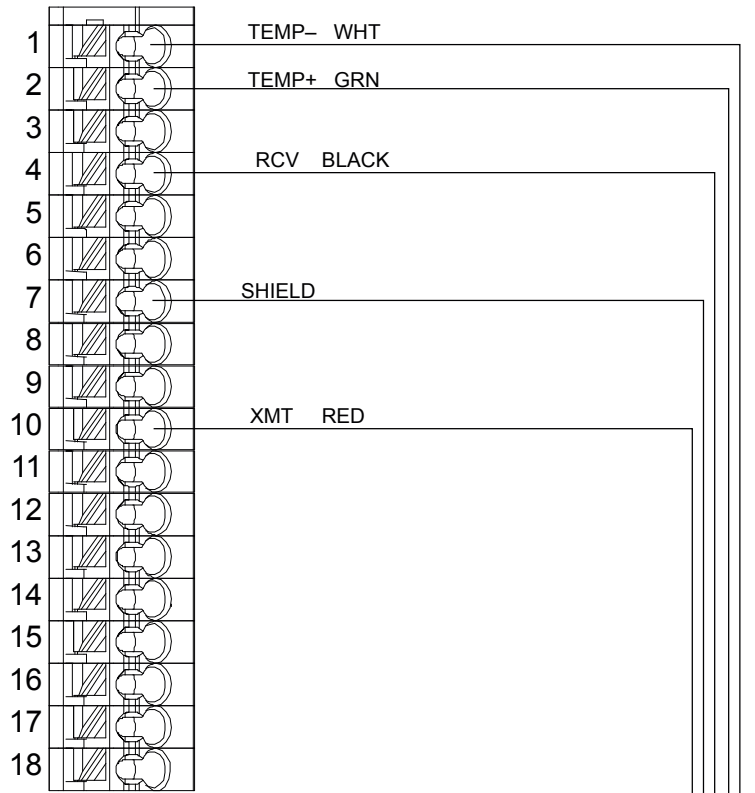 1 TEMP– WHT
2 TEMP+ GRN
3
4 RCV BLACK
5
6
7 SHIELD
8
9
10 XMT RED
11
12
13
14
15
16
17
18